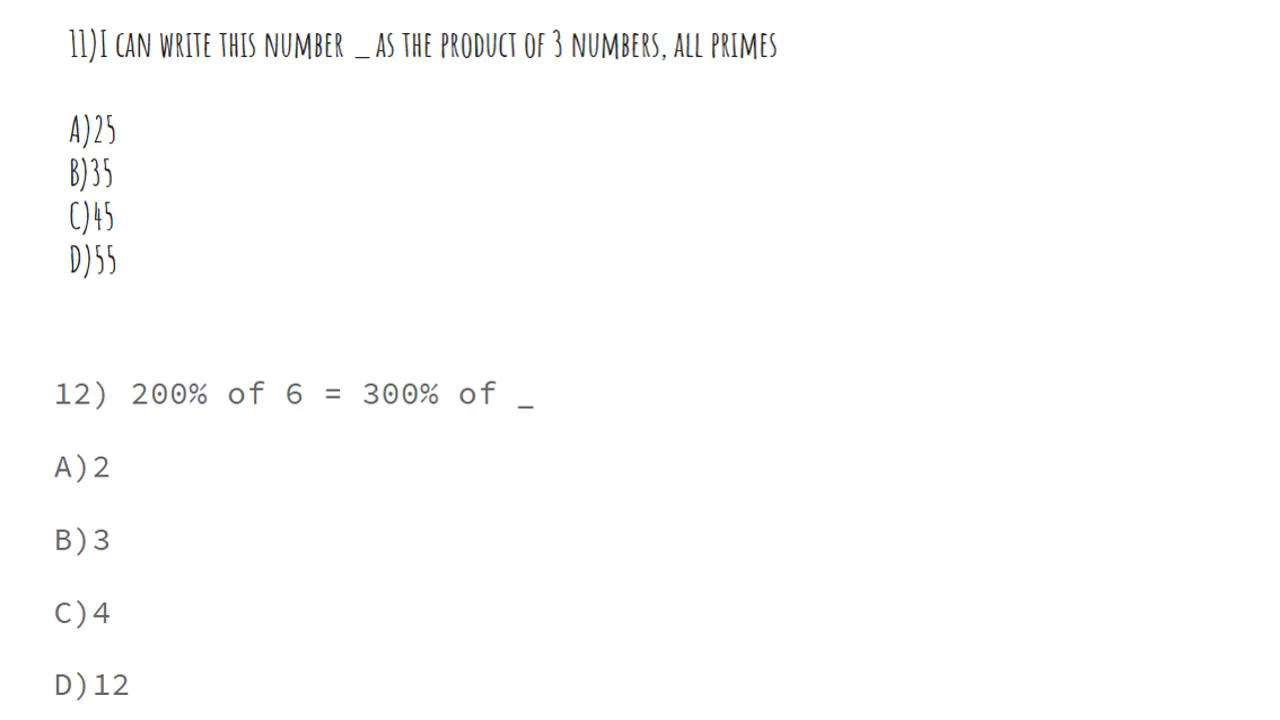 11)I CAN WRITE THIS NUMBER _ AS THE PRODUCT OF 3 NUMBERS, ALL PRIMES
A)25
B)35
C)45
D)55
12) 200% of 6 = 300% of _
A)2
B)3
C)4
D)12